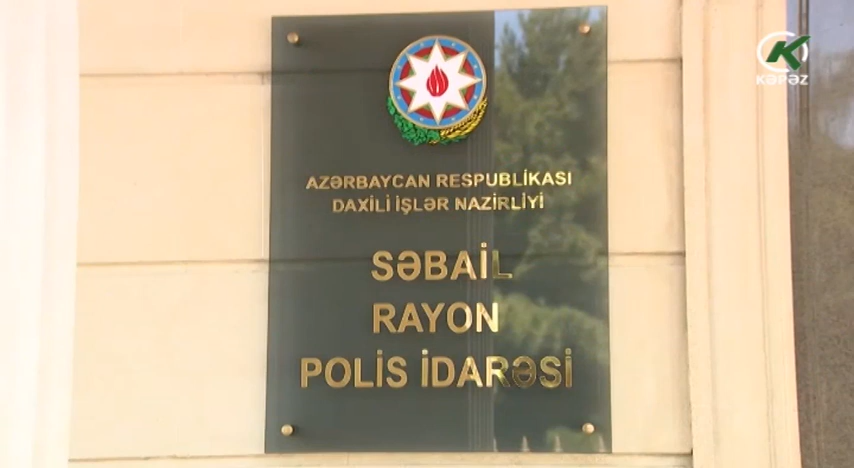 AZƏRBAYCAN RESPUBLİKASI
DAXİLİ İŞLƏR NAZİRLİYİ
SƏBAİL
RAYON
POLİS İDARƏSİ
KƏPƏZ